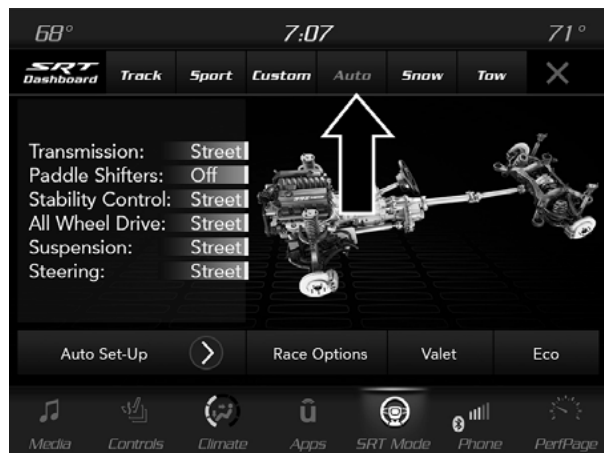 68° 7:07 71°
SRT Dashboard Track Sport Custom Auto Snow Tow
Transmission: Street
Paddle Shifters: Off
Stability Control: Street
All Wheel Drive: Street
Suspension: Street
Steering: Street
Auto Set-Up Race Options Valet Eco
Media Controls Climate Apps SRT Mode Phone PerfPage